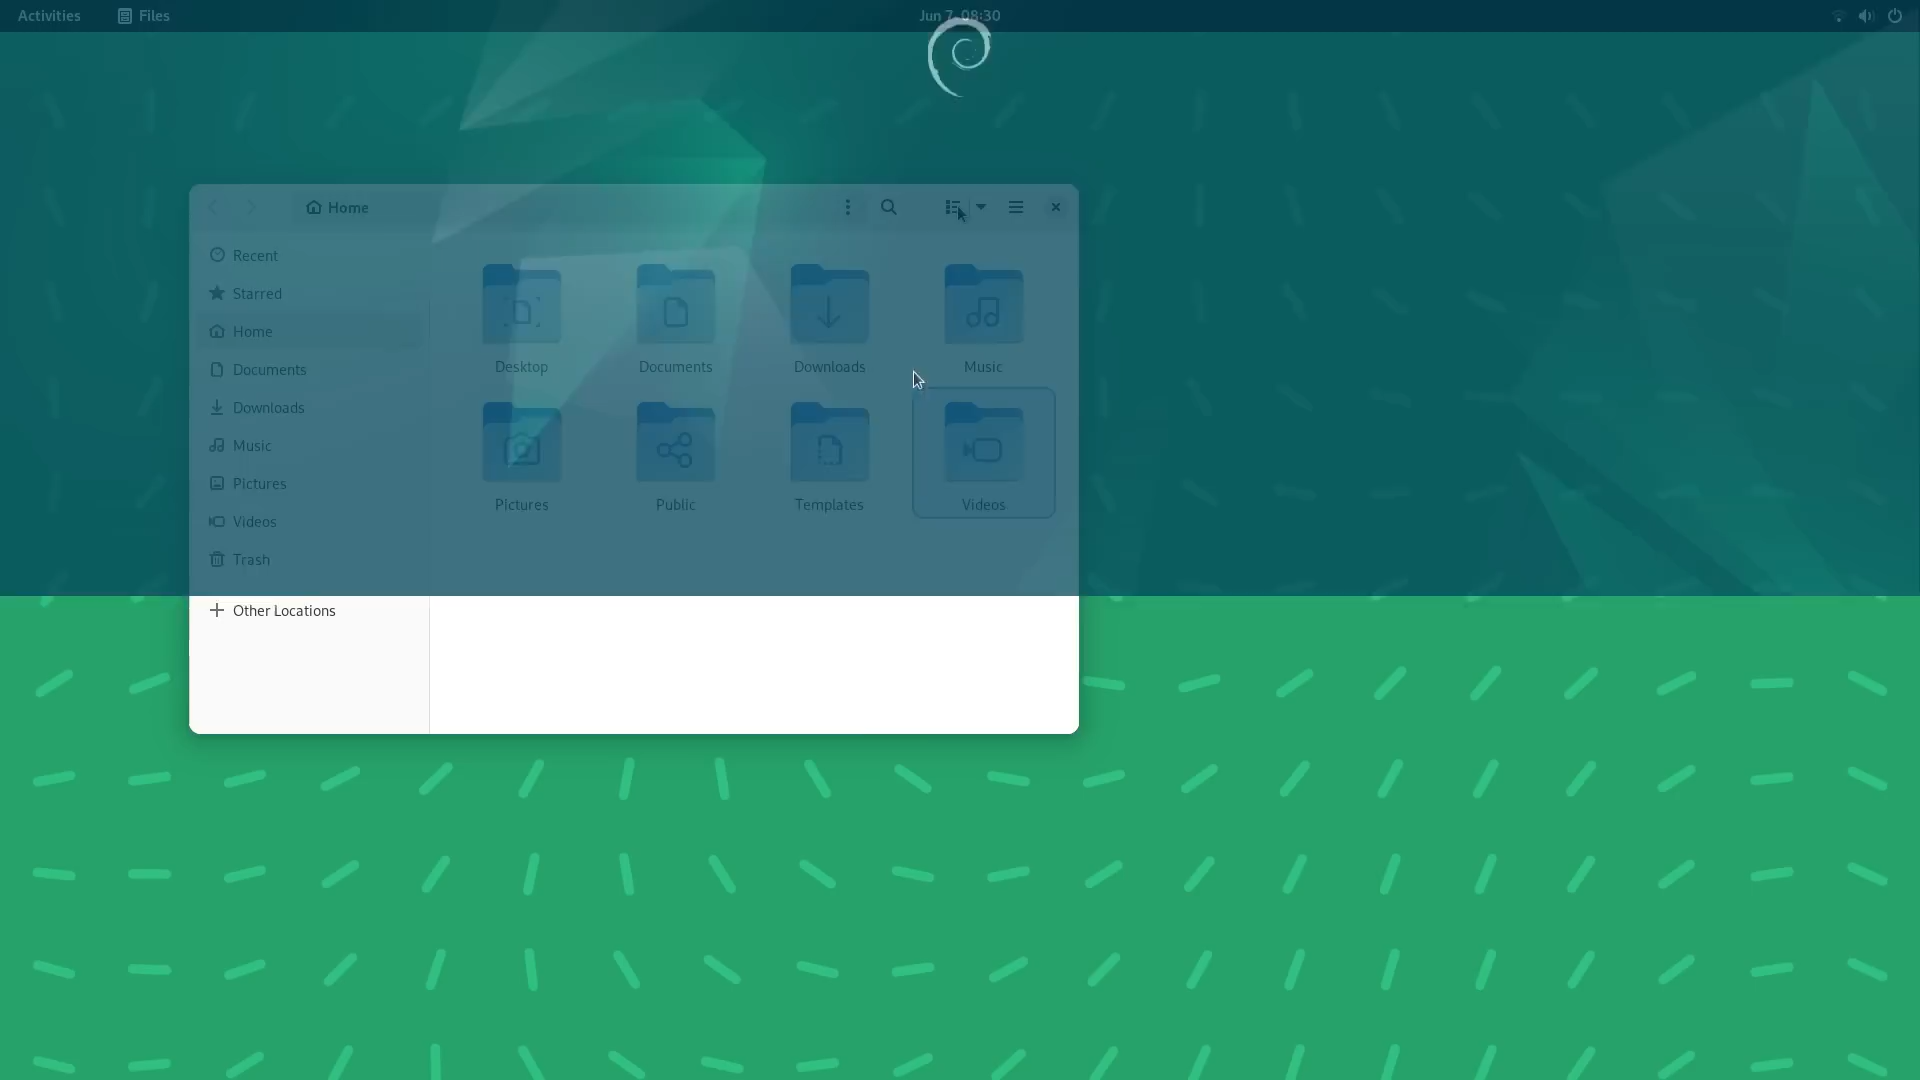 Activities Files Jun 7 08:30
Home
Recent
Starred
Home
Documents
Downloads
Music
Pictures
Videos
Trash
Other Locations
Desktop Documents Downloads Music
Pictures Public Templates Videos